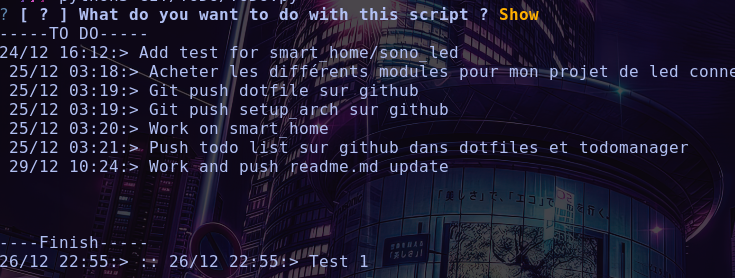 ? [ ? ] What do you want to do with this script ? Show
-----TO DO-----
24/12 16:12:> Add test for smart_home/sono_led
25/12 03:18:> Acheter les différents modules pour mon projet de led conne
25/12 03:19:> Git push dotfile sur github
25/12 03:19:> Git push setup_arch sur github
25/12 03:20:> Work on smart_home
25/12 03:21:> Push todo list sur github dans dotfiles et todomanager
29/12 10:24:> Work and push readme.md update
----Finish-----
26/12 22:55:> :: 26/12 22:55:> Test 1